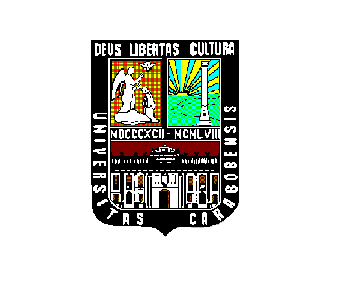 DEUS LIBERTAS CULTURA
MDCCCXCII - MCMLVIII
UNIVERSITAS CARABOBENSIS